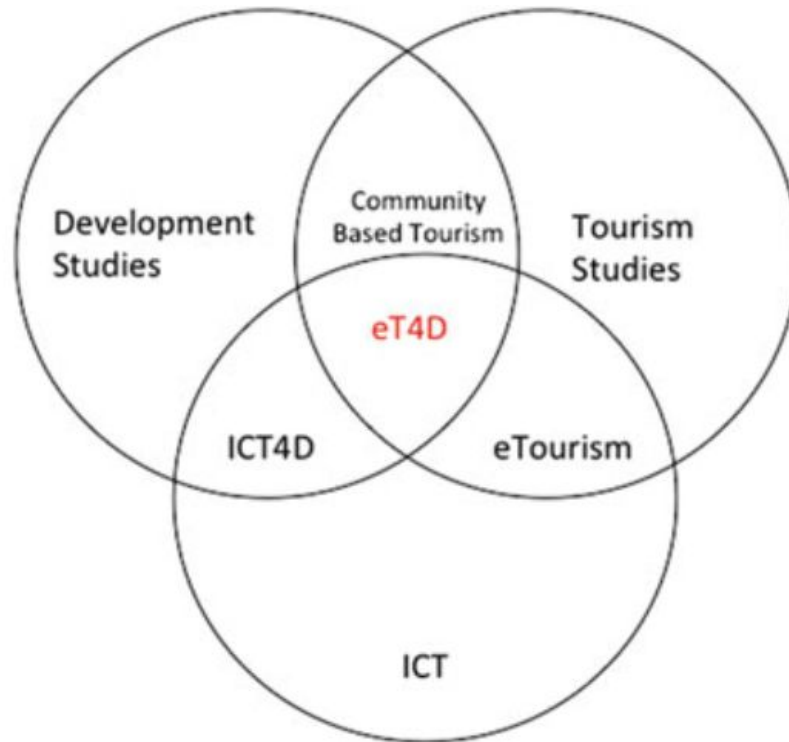 Development
Studies
Community
Based Tourism
Tourism
Studies
eT4D
ICT4D
eTourism
ICT